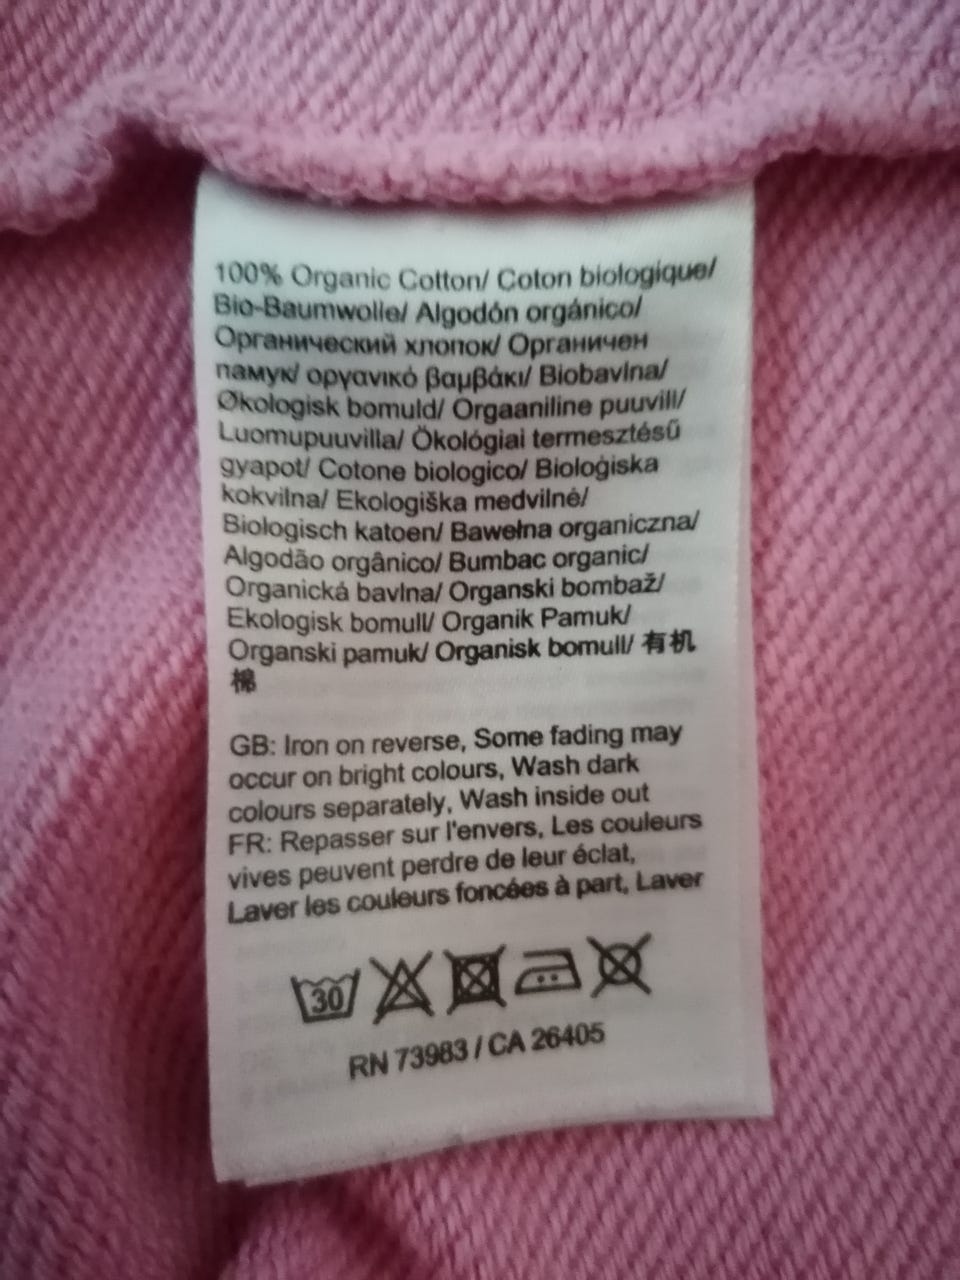 100% Organic Cotton/ Coton biologique/
Bio-Baumwolle/ Algodón orgánico/
Органический хлопок/ Органичен
памук/ οργανικό βαμβάκι/ Biobavlna/
Økologisk bomuld/ Orgaaniline puuvill/
Luomupuuvilla/ Ökológiai termesztésű
gyapot/ Cotone biologico/ Bioloģiska
kokvilna/ Ekologiška medvilnė/
Biologisch katoen/ Bawełna organiczna/
Algodão orgânico/ Bumbac organic/
Organická bavlna/ Organski bombaž/
Ekologisk bomull/ Organik Pamuk/
Organski pamuk/ Organisk bomull/ 有机
棉
GB: Iron on reverse, Some fading may
occur on bright colours, Wash dark
colours separately, Wash inside out
FR: Repasser sur l'envers, Les couleurs
vives peuvent perdre de leur éclat,
Laver les couleurs foncées à part, Laver
30
RN 73983 / CA 26405